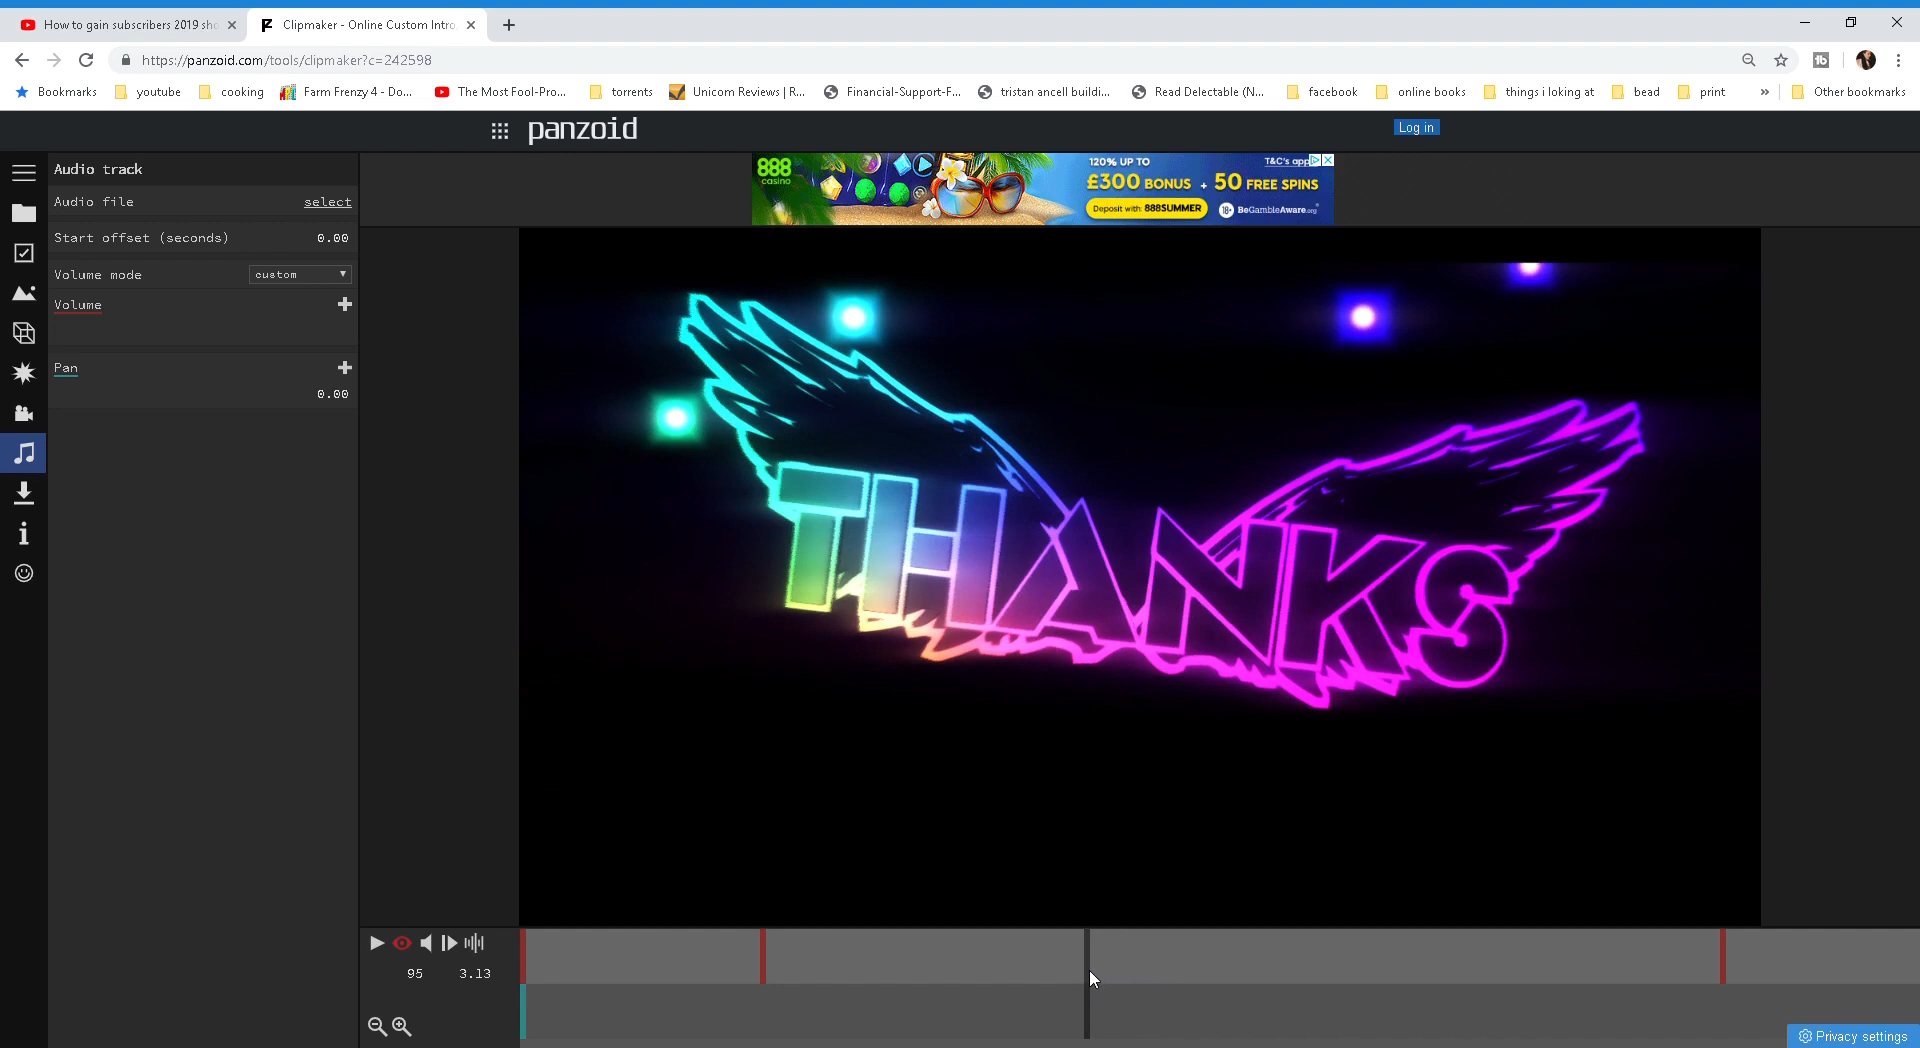 How to gain subscribers 2019 sho
Clipmaker - Online Custom Intro
https://panzoid.com/tools/clipmaker?c=242598
Bookmarks
youtube
cooking
Farm Frenzy 4 - Do...
The Most Fool-Pro...
torrents
Unicorn Reviews | R...
Financial-Support-F...
tristan ancell buildi...
Read Delectable (N...
facebook
online books
things i loking at
bead
print
Other bookmarks
panzoid
Log in
Audio track
Audio file
select
Start offset (seconds)
0.00
Volume mode
custom
Volume
Pan
0.00
888
casino
120% UP TO
£300 BONUS + 50 FREE SPINS
Deposit with: 888SUMMER
18+ BeGambleAware.org
T&C's app
THANKS
95
3.13
Privacy settings